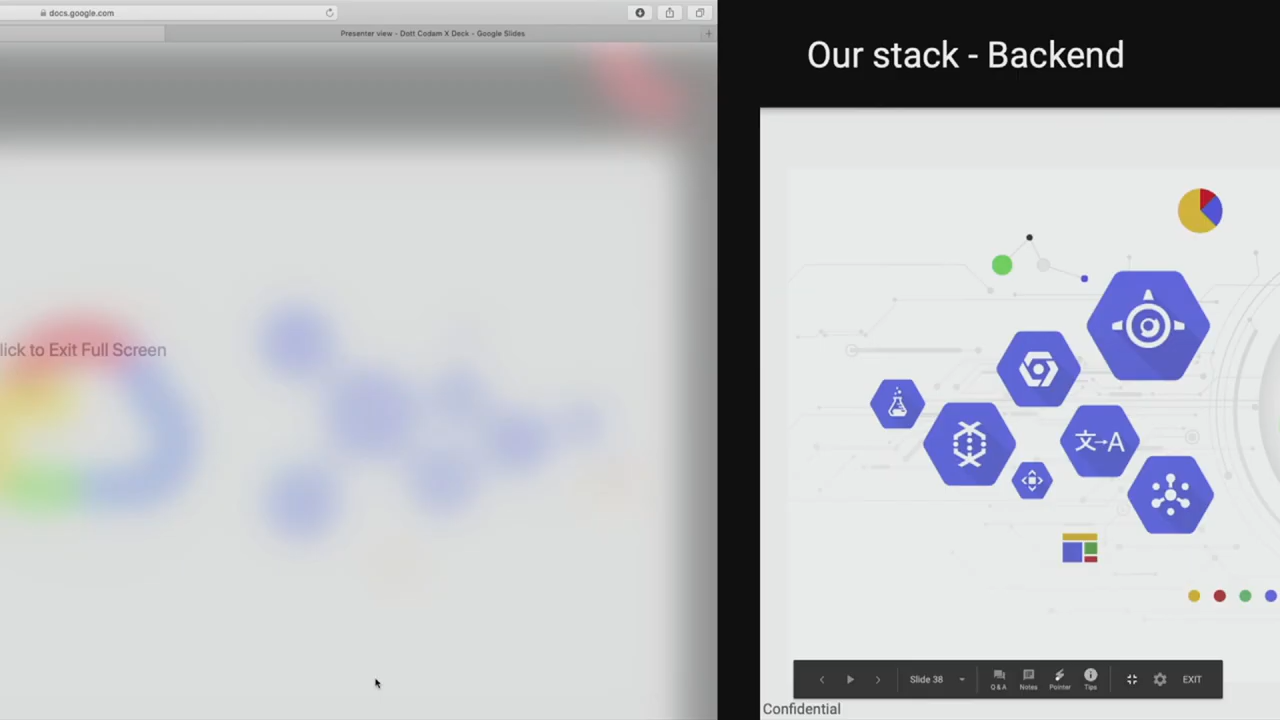 docs.google.com
Presenter view - Dott Codam X Deck - Google Slides
lick to Exit Full Screen
Our stack - Backend
文→A
Slide 38
Q & A
Notes
Pointer
Tips
EXIT
Confidential